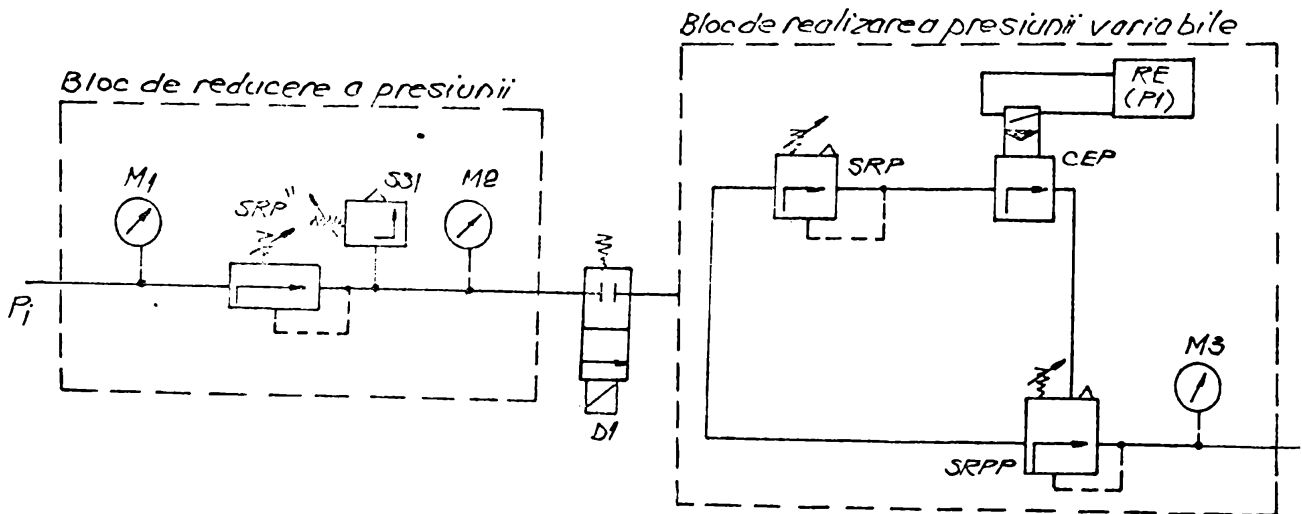 Bloc de realizarea presiunii variabile
Bloc de reducere a presiunii
RE
(P1)
M1
SRP"
SS1
M2
SRP
CEP
Pi
D1
M3
SRPP